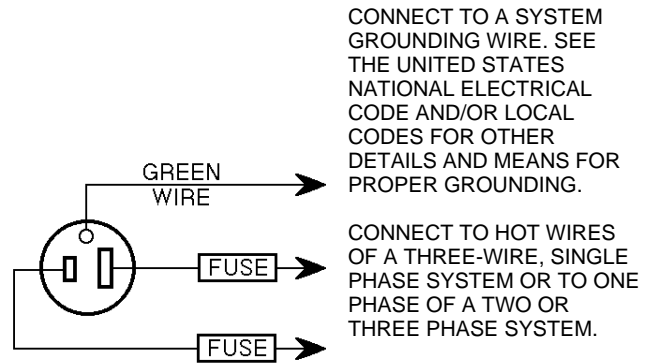 CONNECT TO A SYSTEM
GROUNDING WIRE. SEE
THE UNITED STATES
NATIONAL ELECTRICAL
CODE AND/OR LOCAL
CODES FOR OTHER
DETAILS AND MEANS FOR
PROPER GROUNDING.
GREEN
WIRE
CONNECT TO HOT WIRES
OF A THREE-WIRE, SINGLE
PHASE SYSTEM OR TO ONE
PHASE OF A TWO OR
THREE PHASE SYSTEM.
FUSE
FUSE